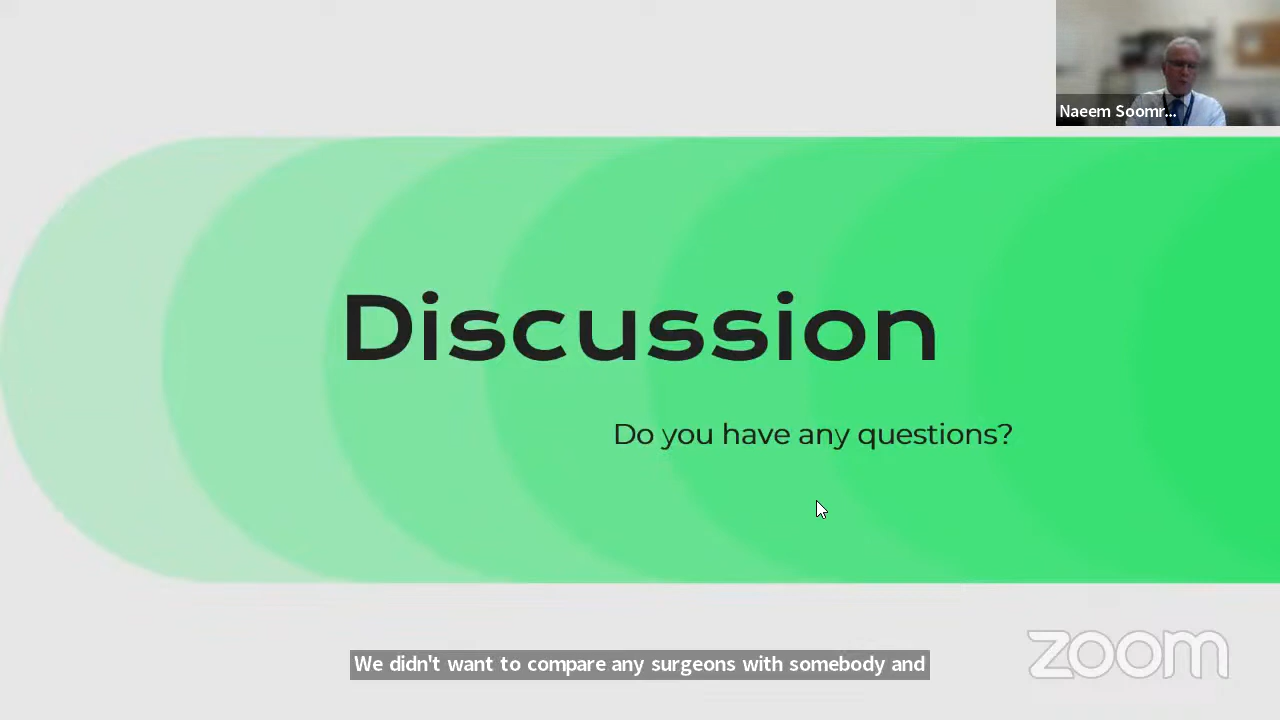 Naeem Soomr...
Discussion
Do you have any questions?
We didn't want to compare any surgeons with somebody and
zoom